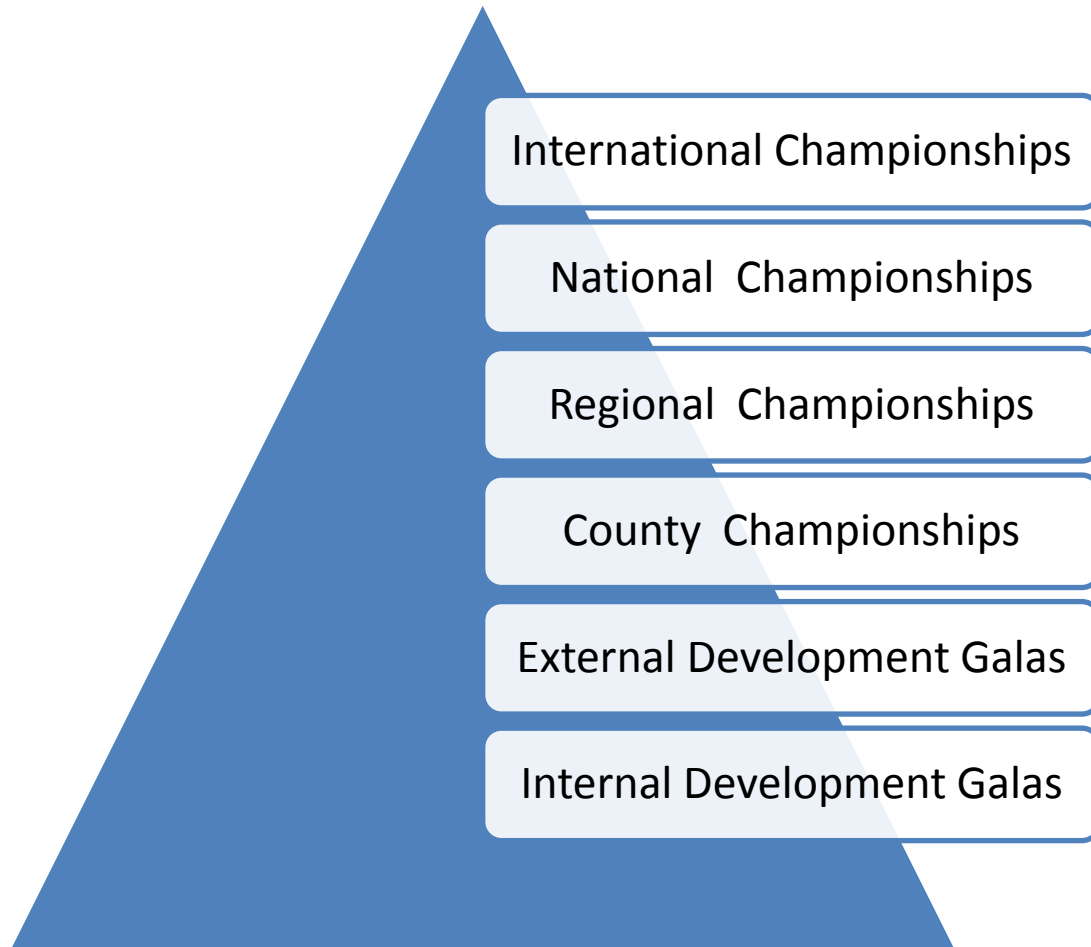 International Championships
National  Championships
Regional  Championships
County  Championships
External Development Galas
Internal Development Galas